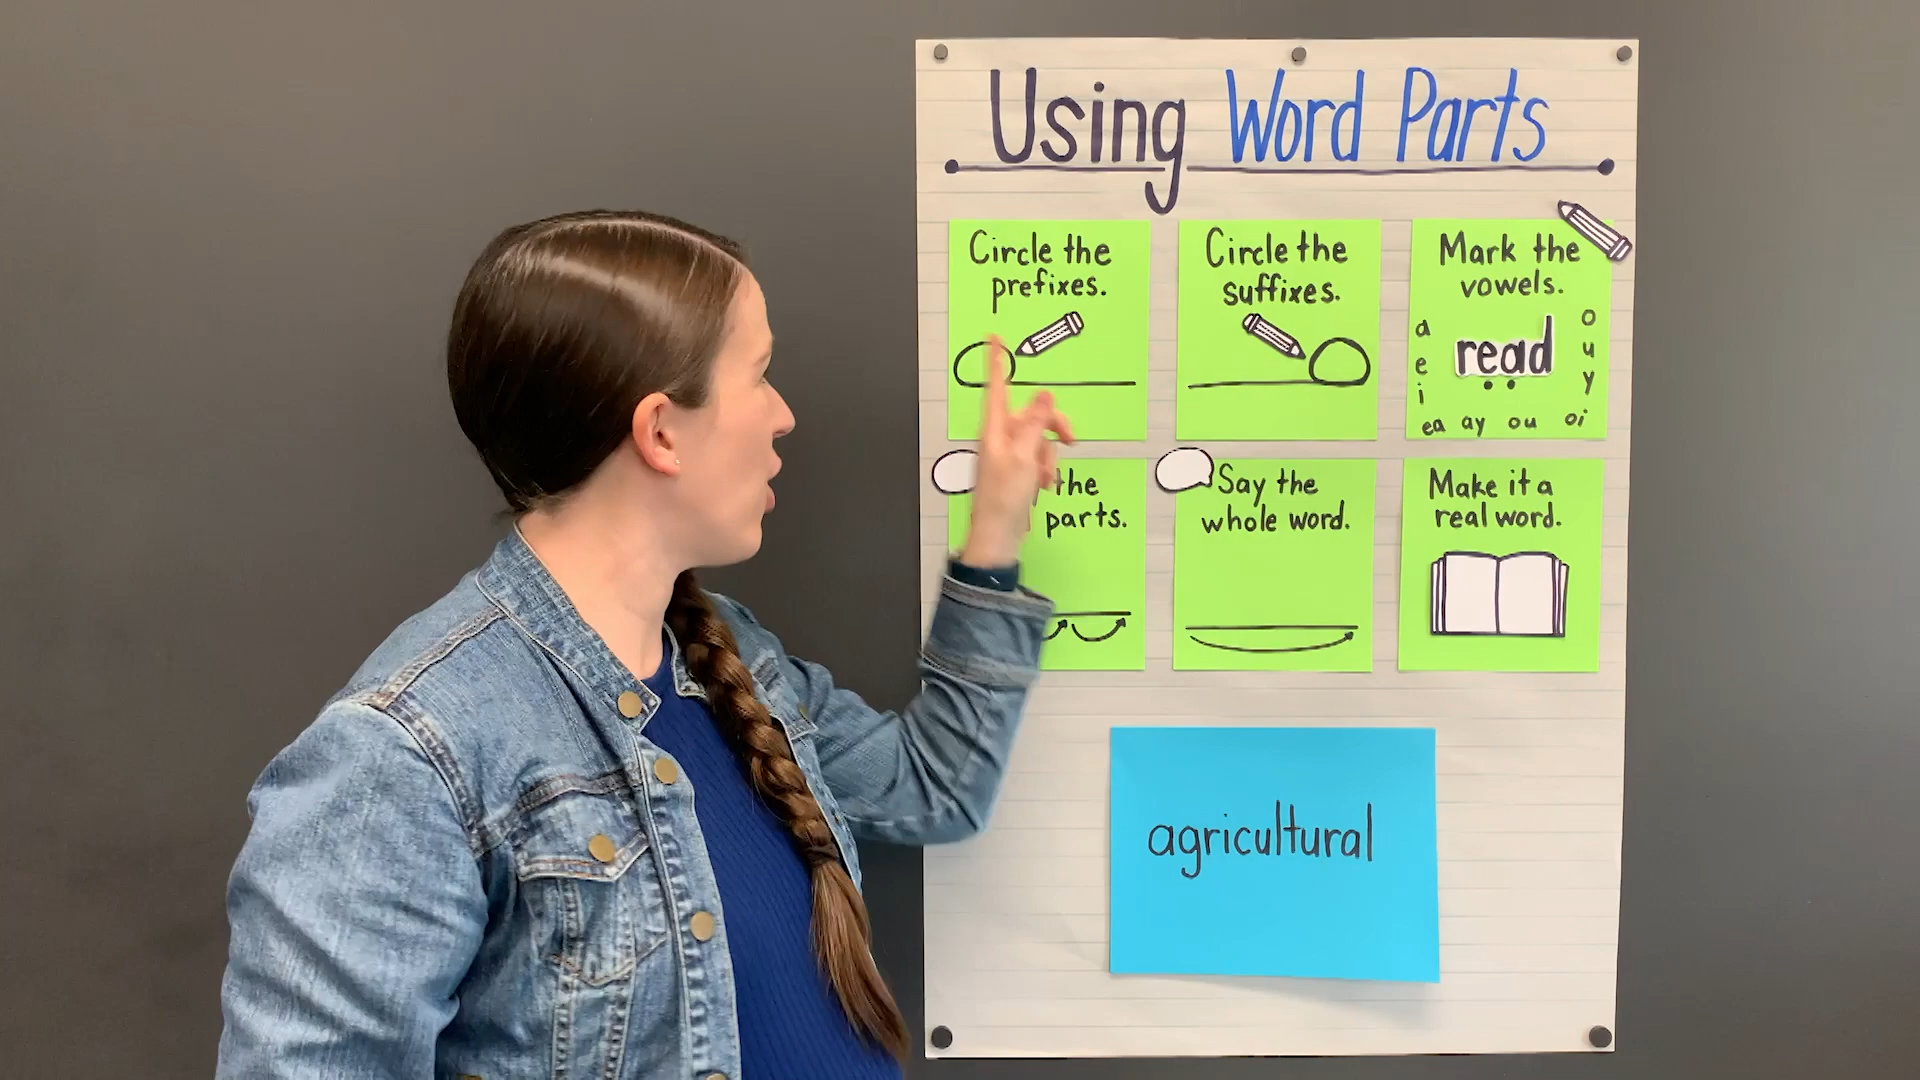 Using Word Parts
Circle the
prefixes.
Circle the
suffixes.
Mark the
vowels.
a
e
i
read
o
u
y
ea ay ou oi
the
parts.
Say the
whole word.
Make it a
real word.
agricultural